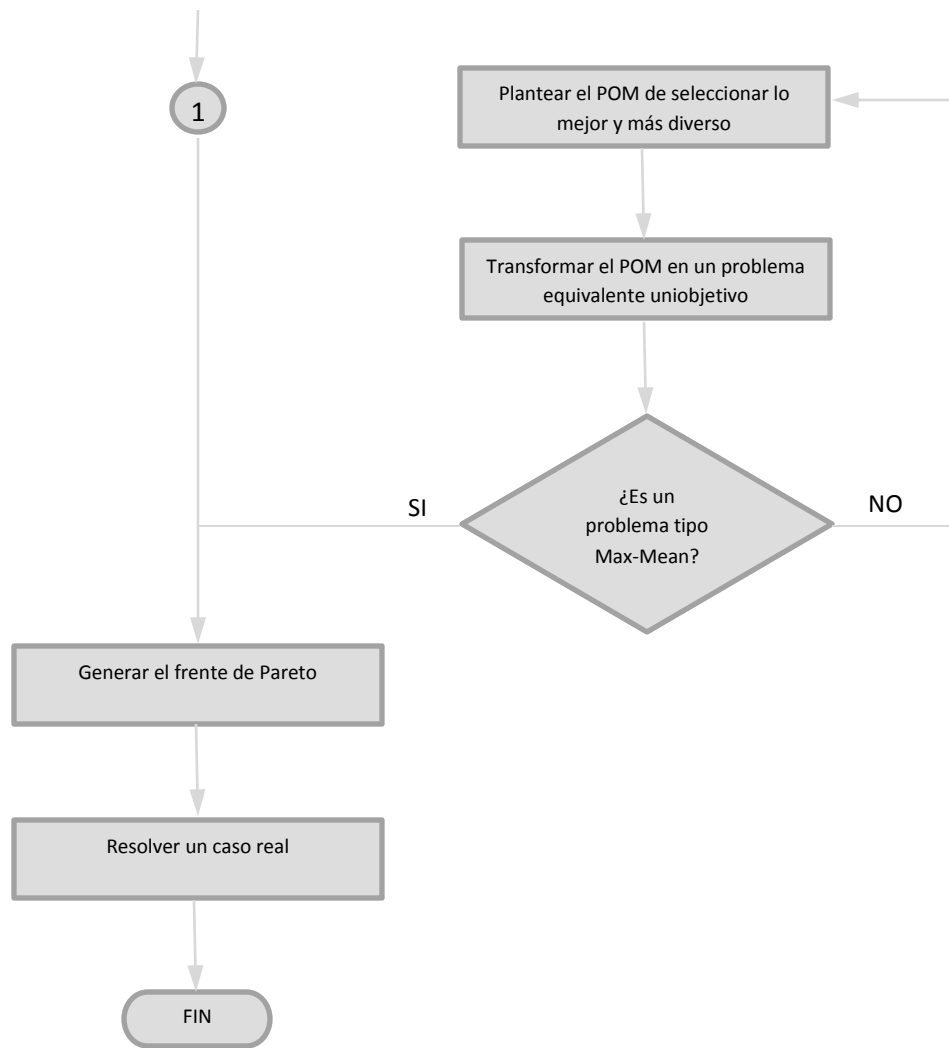 1
Plantear el POM de seleccionar lo
mejor y más diverso
Transformar el POM en un problema
equivalente uniobjetivo
¿Es un
problema tipo
Max-Mean?
SI
NO
Generar el frente de Pareto
Resolver un caso real
FIN